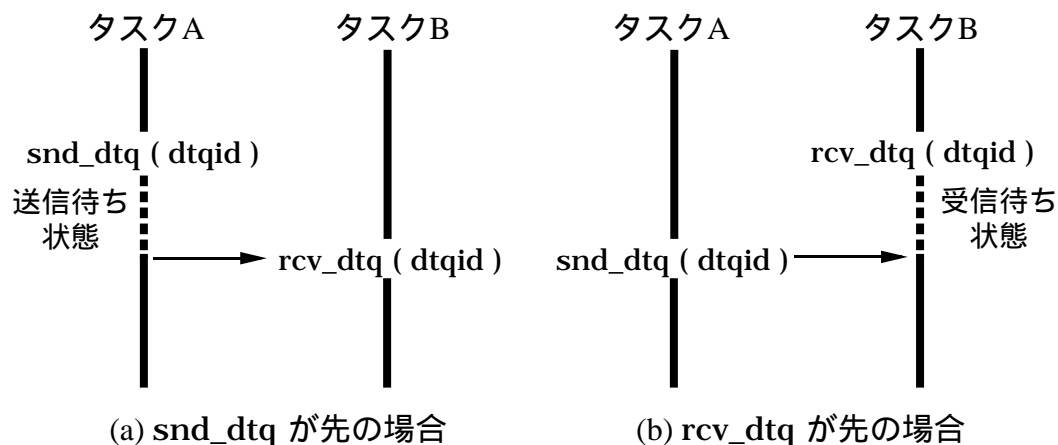 タスクA
タスクB
snd_dtq ( dtqid )
送信待ち
状態
rcv_dtq ( dtqid )
(a) snd_dtq が先の場合
タスクA
タスクB
rcv_dtq ( dtqid )
受信待ち
状態
snd_dtq ( dtqid )
(b) rcv_dtq が先の場合